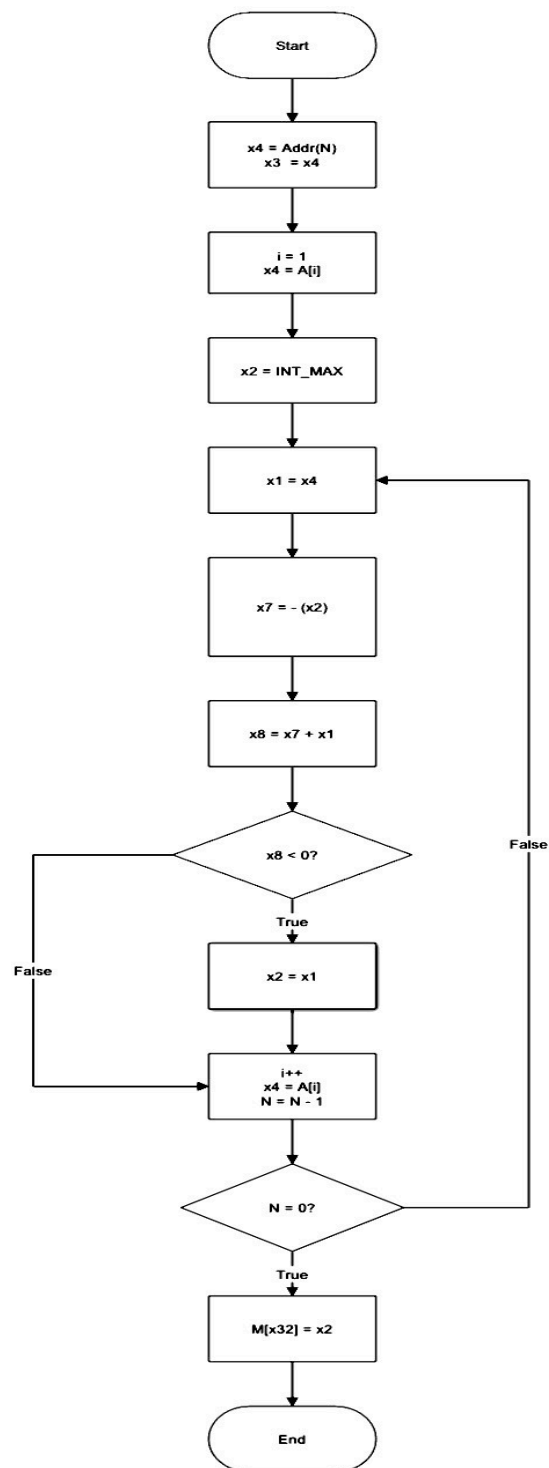 Start
x4 = Addr(N)
x3 = x4
i = 1
x4 = A[i]
x2 = INT_MAX
x1 = x4
x7 = - (x2)
x8 = x7 + x1
x8 < 0?
False
True
False
x2 = x1
i++
x4 = A[i]
N = N - 1
N = 0?
True
M[x32] = x2
End